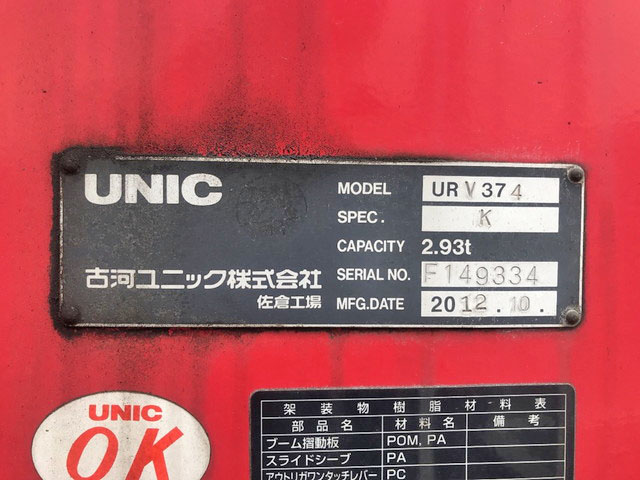 UNIC
MODEL URV374
SPEC. K
CAPACITY 2.93t
古河ユニック株式会社
SERIAL NO. F149334
佐倉工場
MFG.DATE 2012.10.
UNIC
OK
架装物樹脂材料表
部品名 材料名 備考
ブーム摺動板 POM, PA
スライドシーブ PA
アウトリガワンタッチレバー PC